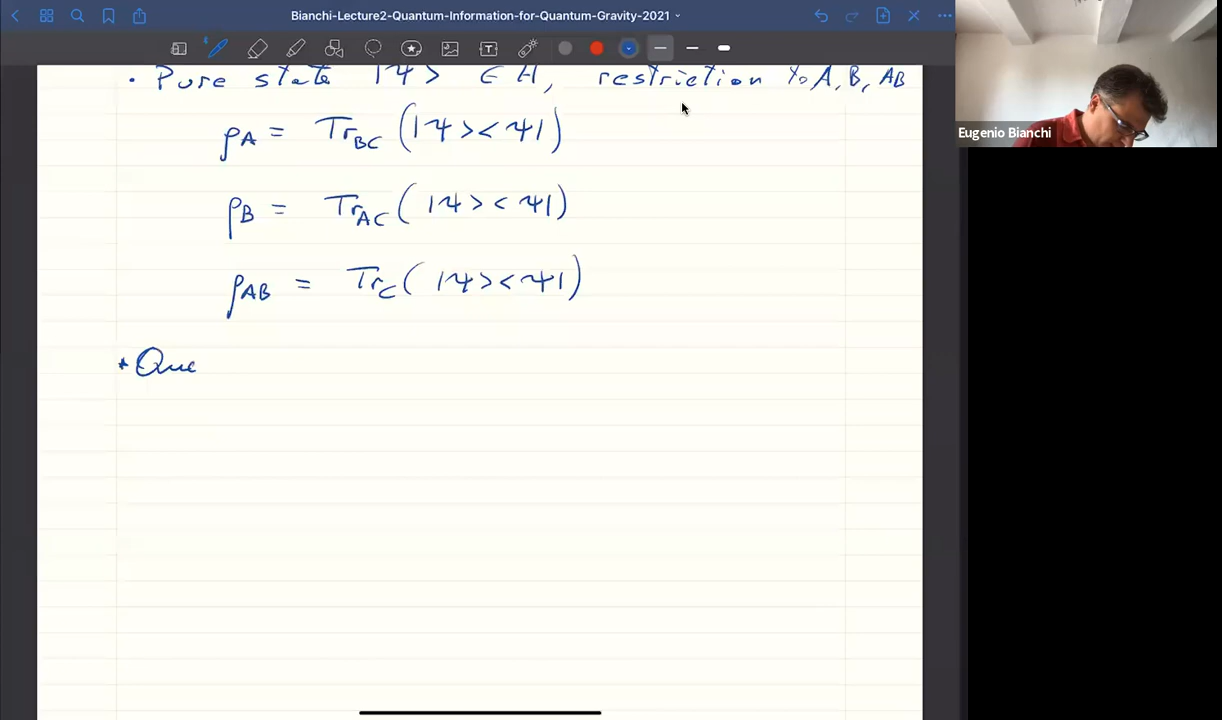 Bianchi-Lecture2-Quantum-Information-for-Quantum-Gravity-2021
• Pure state |ψ> ∈ H, restriction to A, B, AB
ρA = TrBC (|ψ><ψ|)
Eugenio Bianchi
ρB = TrAC (|ψ><ψ|)
ρAB = TrC (|ψ><ψ|)
* Que